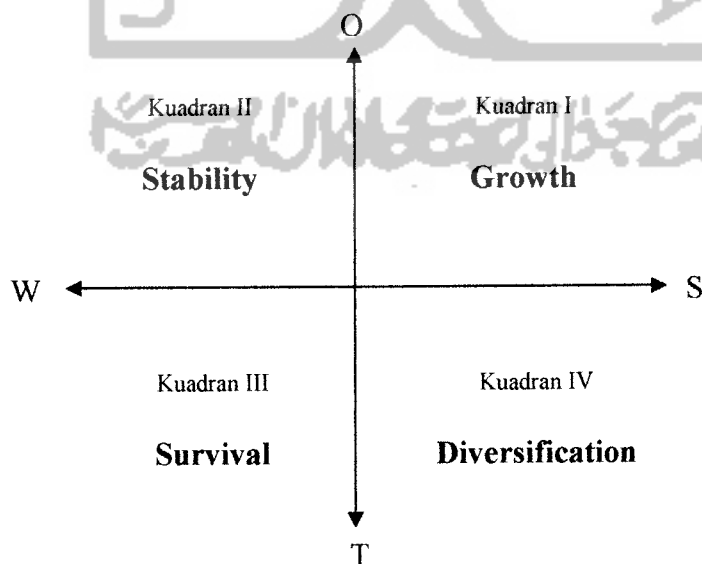 O
Kuadran II
Kuadran I
Stability
Growth
W
S
Kuadran III
Kuadran IV
Survival
Diversification
T